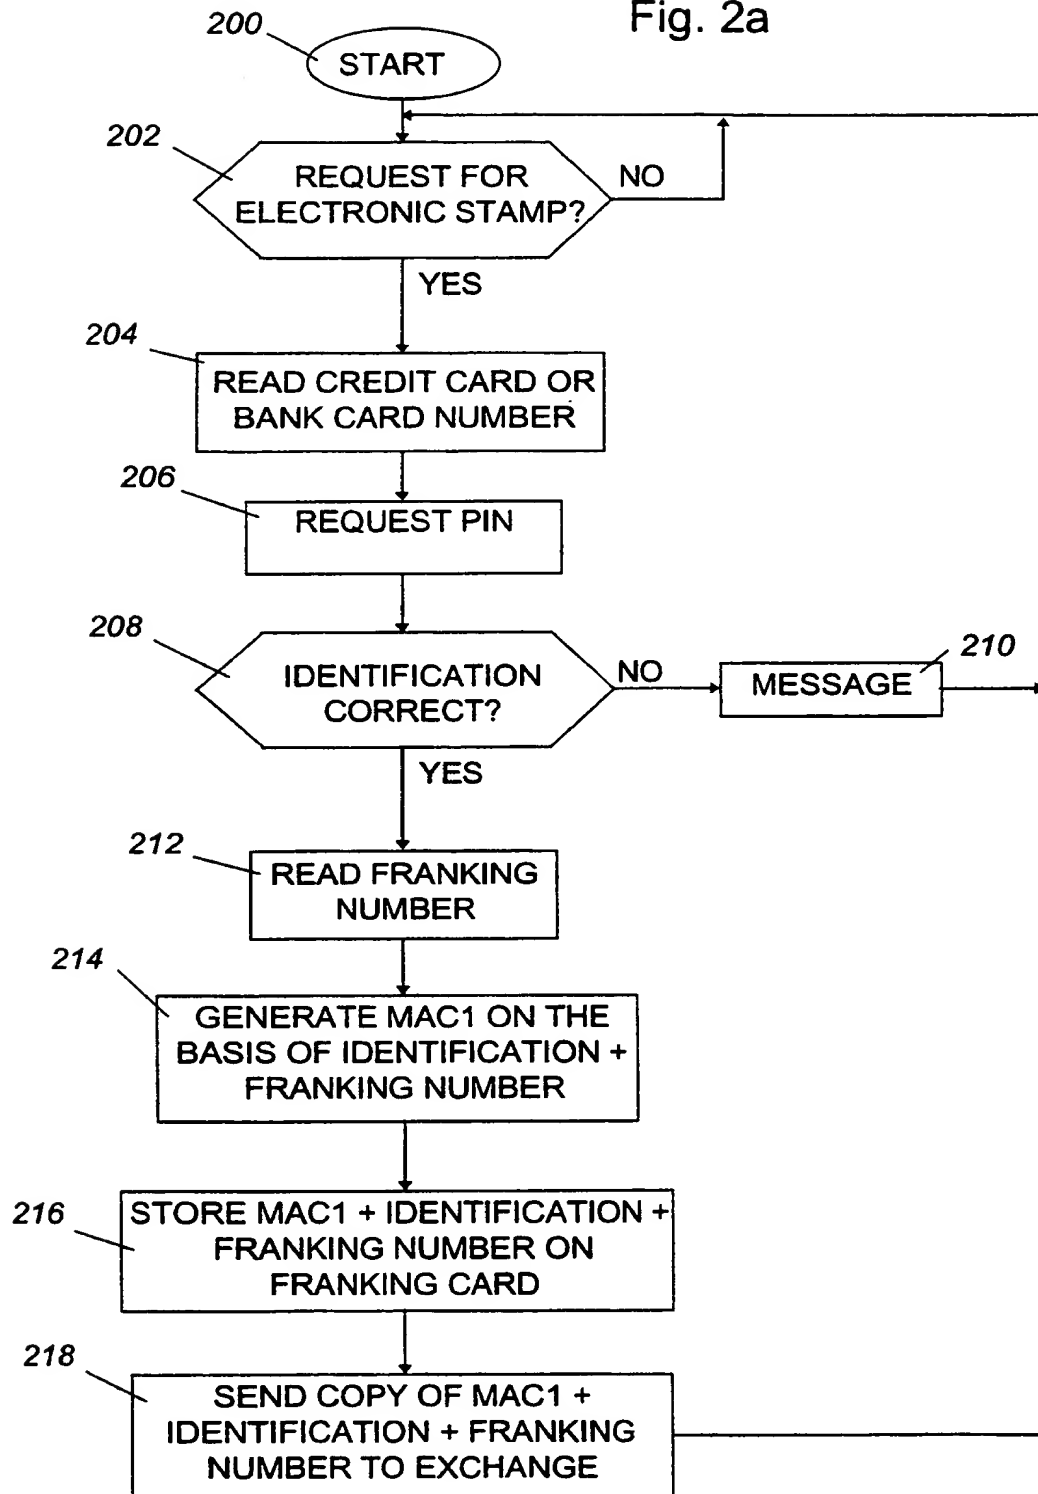 Fig. 2a
200
START
202
REQUEST FOR
ELECTRONIC STAMP?
NO
YES
204
READ CREDIT CARD OR
BANK CARD NUMBER
206
REQUEST PIN
208
IDENTIFICATION
CORRECT?
NO
210
MESSAGE
YES
212
READ FRANKING
NUMBER
214
GENERATE MAC1 ON THE
BASIS OF IDENTIFICATION +
FRANKING NUMBER
216
STORE MAC1 + IDENTIFICATION +
FRANKING NUMBER ON
FRANKING CARD
218
SEND COPY OF MAC1 +
IDENTIFICATION + FRANKING
NUMBER TO EXCHANGE